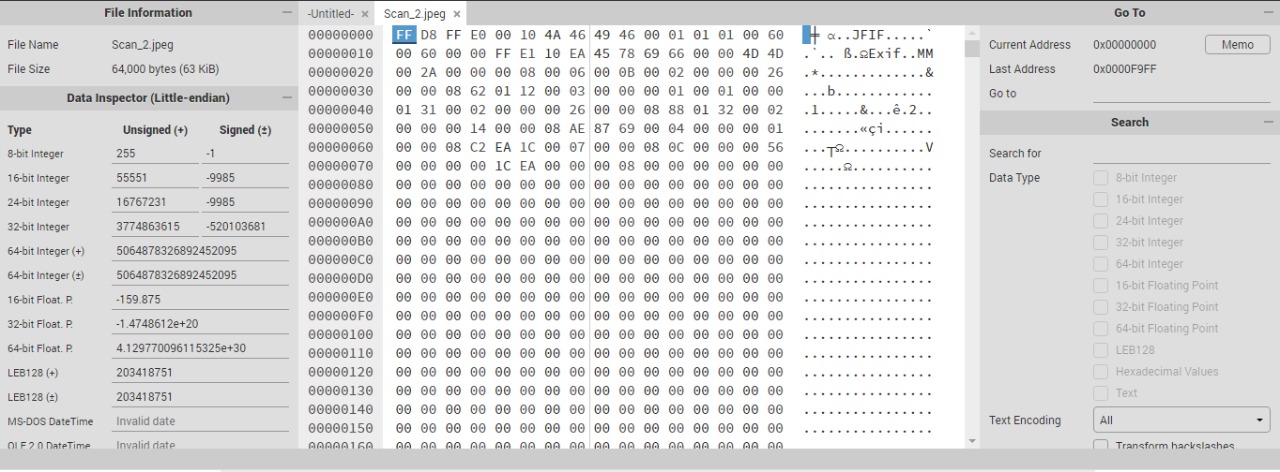 File Information
File Name Scan_2.jpeg
File Size 64,000 bytes (63 KiB)
Data Inspector (Little-endian)
Type Unsigned (+) Signed (±)
8-bit Integer 255 -1
16-bit Integer 55551 -9985
24-bit Integer 16767231 -9985
32-bit Integer 3774863615 -520103681
64-bit Integer (+) 5064878326892452095
64-bit Integer (±) 5064878326892452095
16-bit Float. P. -159.875
32-bit Float. P. -1.4748612e+20
64-bit Float. P. 4.129770096115325e+30
LEB128 (+) 203418751
LEB128 (±) 203418751
MS-DOS DateTime Invalid date
OLE 2.0 DateTime Invalid date
-Untitled- × Scan_2.jpeg ×
00000000 FF D8 FF E0 00 10 4A 46 49 46 00 01 01 01 00 60 ╪ α..JFIF.....`
00000010 00 60 00 00 FF E1 10 EA 45 78 69 66 00 00 4D 4D .`.. ß.ΩExif..MM
00000020 00 2A 00 00 00 08 00 06 00 0B 00 02 00 00 00 26 .*.............&
00000030 00 00 08 62 01 12 00 03 00 00 00 01 00 01 00 00 ...b............
00000040 01 31 00 02 00 00 00 26 00 00 08 88 01 32 00 02 .1.....&...ê.2..
00000050 00 00 00 14 00 00 08 AE 87 69 00 04 00 00 00 01 .......«çi......
00000060 00 00 08 C2 EA 1C 00 07 00 00 08 0C 00 00 00 56 ...┬Ω..........V
00000070 00 00 00 00 1C EA 00 00 00 08 00 00 00 00 00 00 .....Ω..........
00000080 00 00 00 00 00 00 00 00 00 00 00 00 00 00 00 00 ................
00000090 00 00 00 00 00 00 00 00 00 00 00 00 00 00 00 00 ................
000000A0 00 00 00 00 00 00 00 00 00 00 00 00 00 00 00 00 ................
000000B0 00 00 00 00 00 00 00 00 00 00 00 00 00 00 00 00 ................
000000C0 00 00 00 00 00 00 00 00 00 00 00 00 00 00 00 00 ................
000000D0 00 00 00 00 00 00 00 00 00 00 00 00 00 00 00 00 ................
000000E0 00 00 00 00 00 00 00 00 00 00 00 00 00 00 00 00 ................
000000F0 00 00 00 00 00 00 00 00 00 00 00 00 00 00 00 00 ................
00000100 00 00 00 00 00 00 00 00 00 00 00 00 00 00 00 00 ................
00000110 00 00 00 00 00 00 00 00 00 00 00 00 00 00 00 00 ................
00000120 00 00 00 00 00 00 00 00 00 00 00 00 00 00 00 00 ................
00000130 00 00 00 00 00 00 00 00 00 00 00 00 00 00 00 00 ................
00000140 00 00 00 00 00 00 00 00 00 00 00 00 00 00 00 00 ................
00000150 00 00 00 00 00 00 00 00 00 00 00 00 00 00 00 00 ................
00000160 00 00 00 00 00 00 00 00 00 00 00 00 00 00 00 00
Go To
Current Address 0x00000000 Memo
Last Address 0x0000F9FF
Go to
Search
Search for
Data Type 8-bit Integer
16-bit Integer
24-bit Integer
32-bit Integer
64-bit Integer
16-bit Floating Point
32-bit Floating Point
64-bit Floating Point
LEB128
Hexadecimal Values
Text
Text Encoding All
Transform backslashes